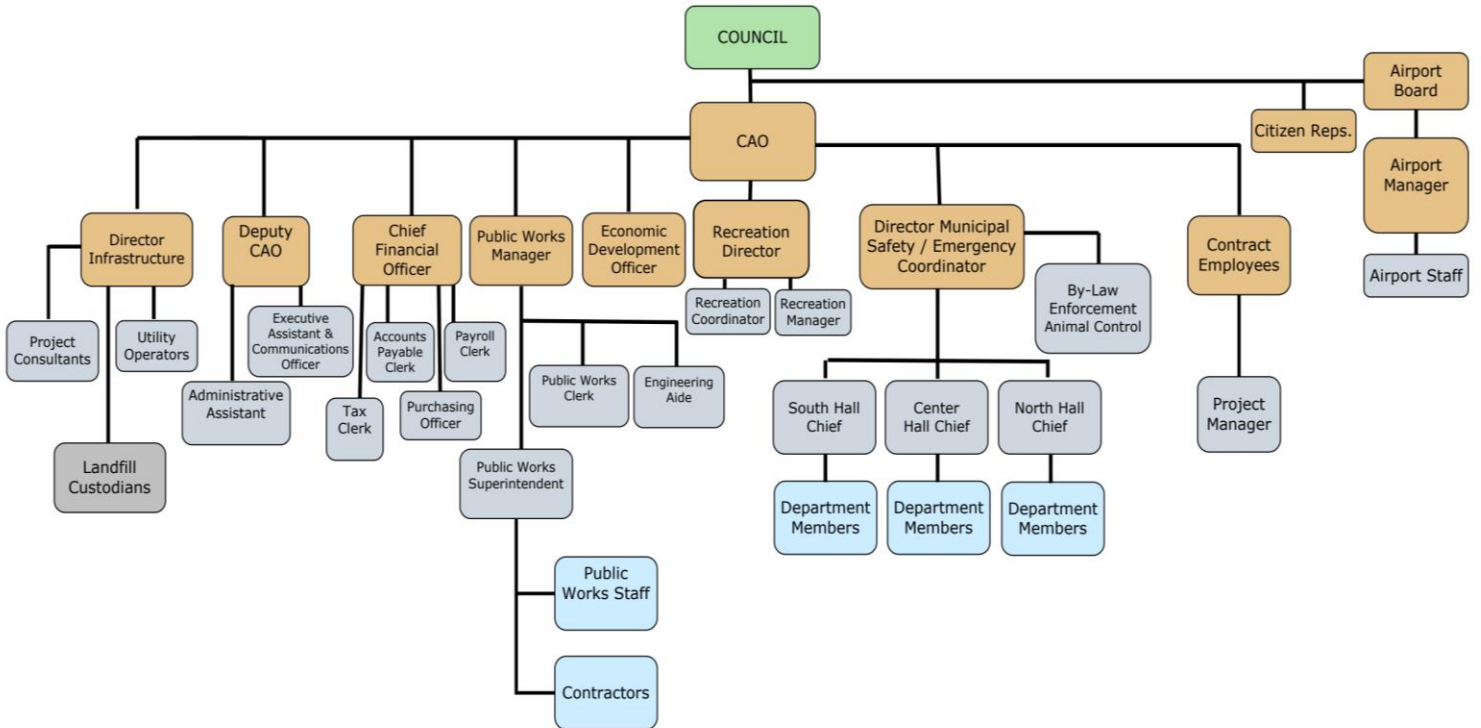 COUNCIL
Airport
Board
Citizen Reps.
CAO
Airport
Manager
Director
Infrastructure
Deputy
CAO
Chief
Financial
Officer
Public Works
Manager
Economic
Development
Officer
Recreation
Director
Director Municipal
Safety / Emergency
Coordinator
Contract
Employees
Airport Staff
Project
Consultants
Utility
Operators
Executive
Assistant &
Communications
Officer
Administrative
Assistant
Accounts
Payable
Clerk
Payroll
Clerk
Tax
Clerk
Purchasing
Officer
Public Works
Clerk
Engineering
Aide
Recreation
Coordinator
Recreation
Manager
By-Law
Enforcement
Animal Control
South Hall
Chief
Center
Hall Chief
North Hall
Chief
Project
Manager
Landfill
Custodians
Public Works
Superintendent
Department
Members
Department
Members
Department
Members
Public
Works Staff
Contractors